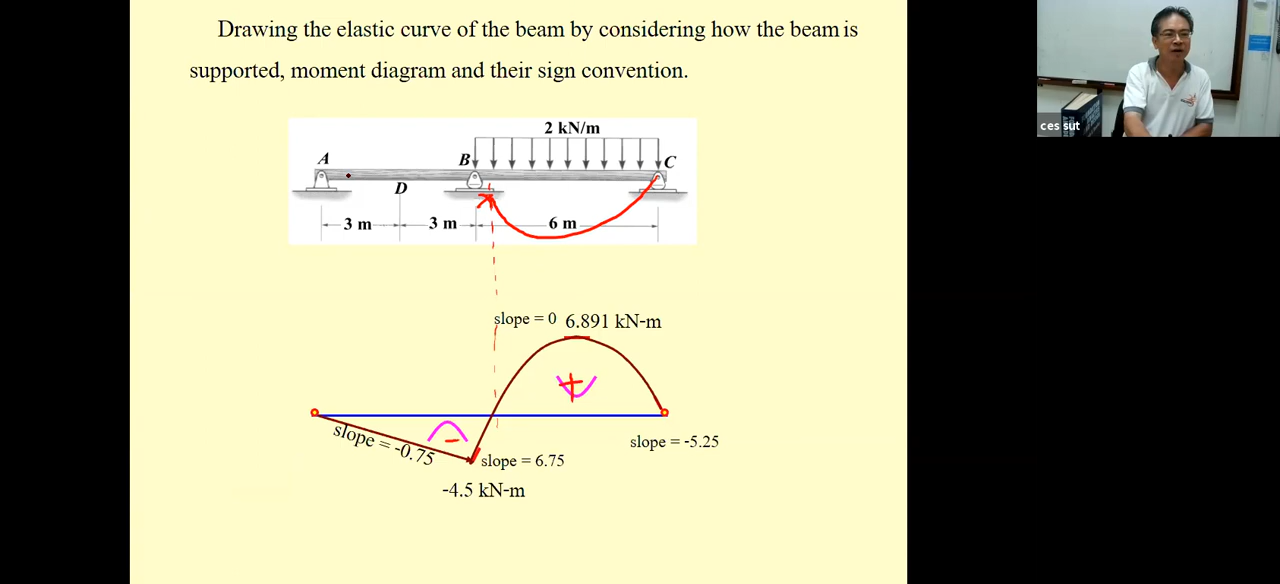 Drawing the elastic curve of the beam by considering how the beam is
supported, moment diagram and their sign convention.
ces sut
2 kN/m
A
B
C
D
3 m
3 m
6 m
slope = 0 6.891 kN-m
+
-
slope = -0.75
slope = 6.75
slope = -5.25
-4.5 kN-m